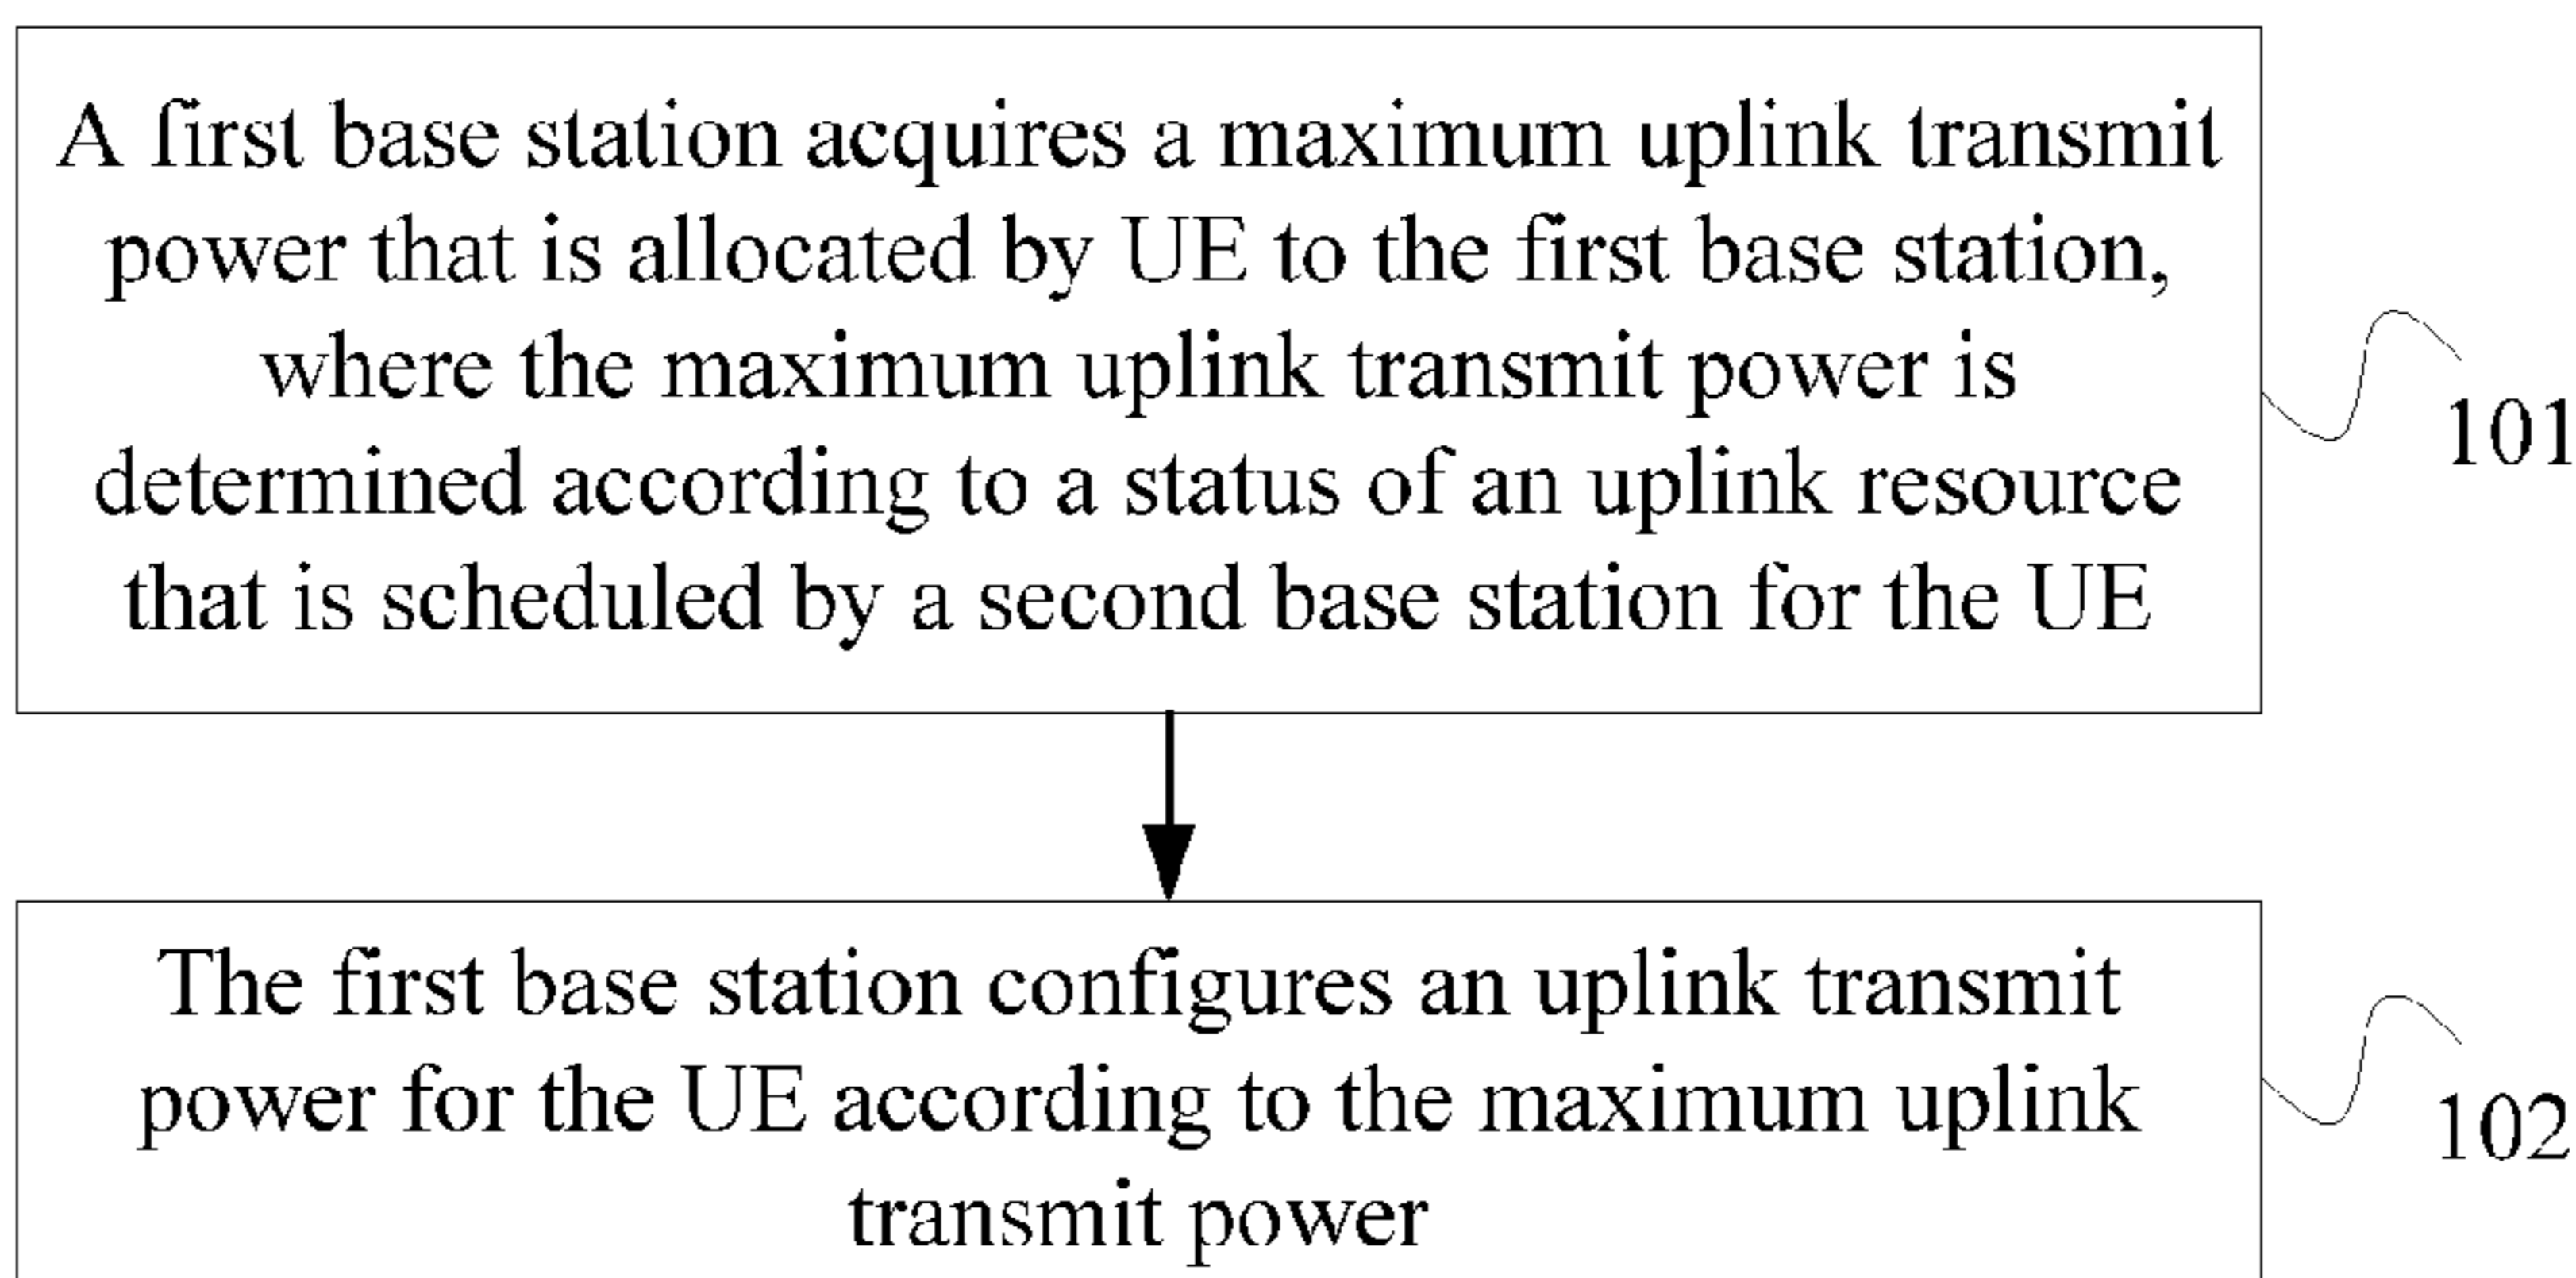 A first base station acquires a maximum uplink transmit
power that is allocated by UE to the first base station,
where the maximum uplink transmit power is
determined according to a status of an uplink resource
that is scheduled by a second base station for the UE
101
The first base station configures an uplink transmit
power for the UE according to the maximum uplink
transmit power
102